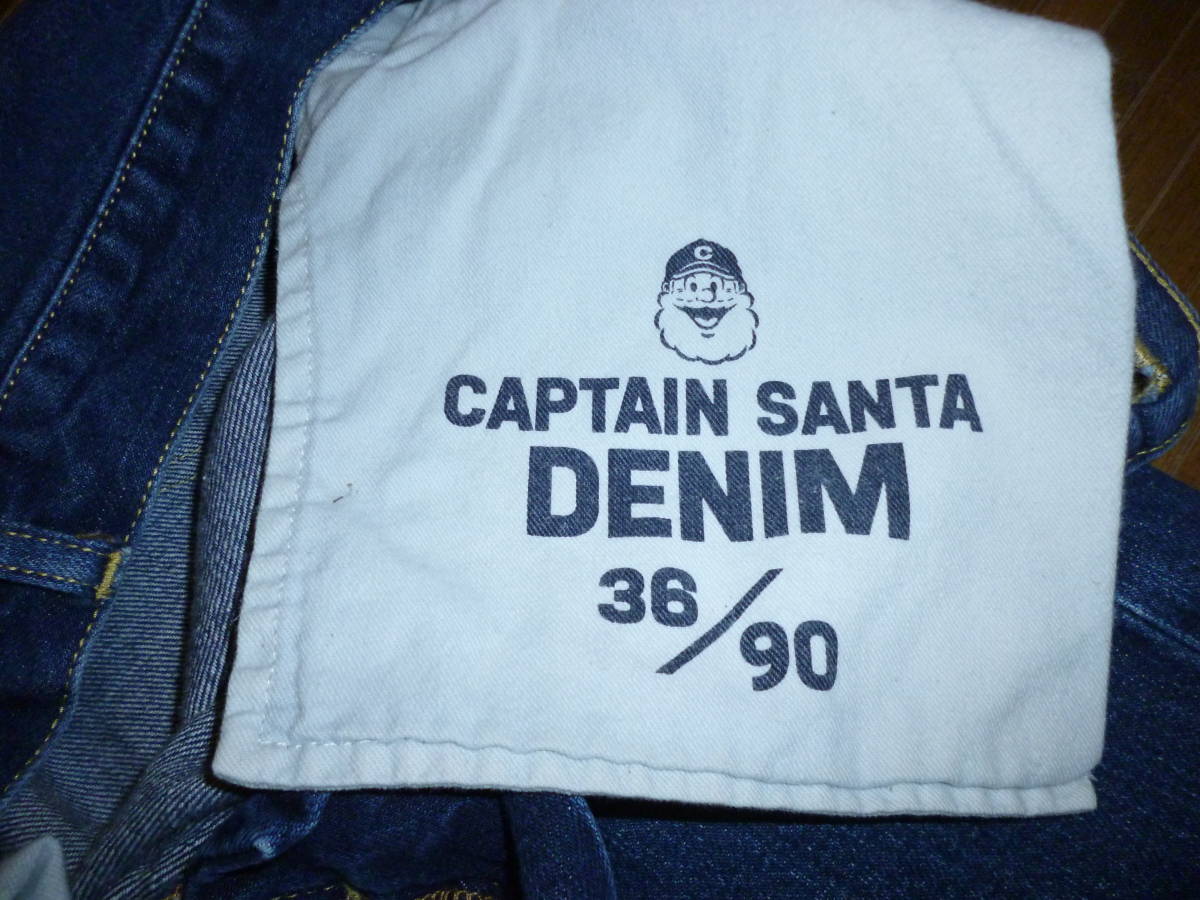 C
CAPTAIN SANTA
DENIM
36/90